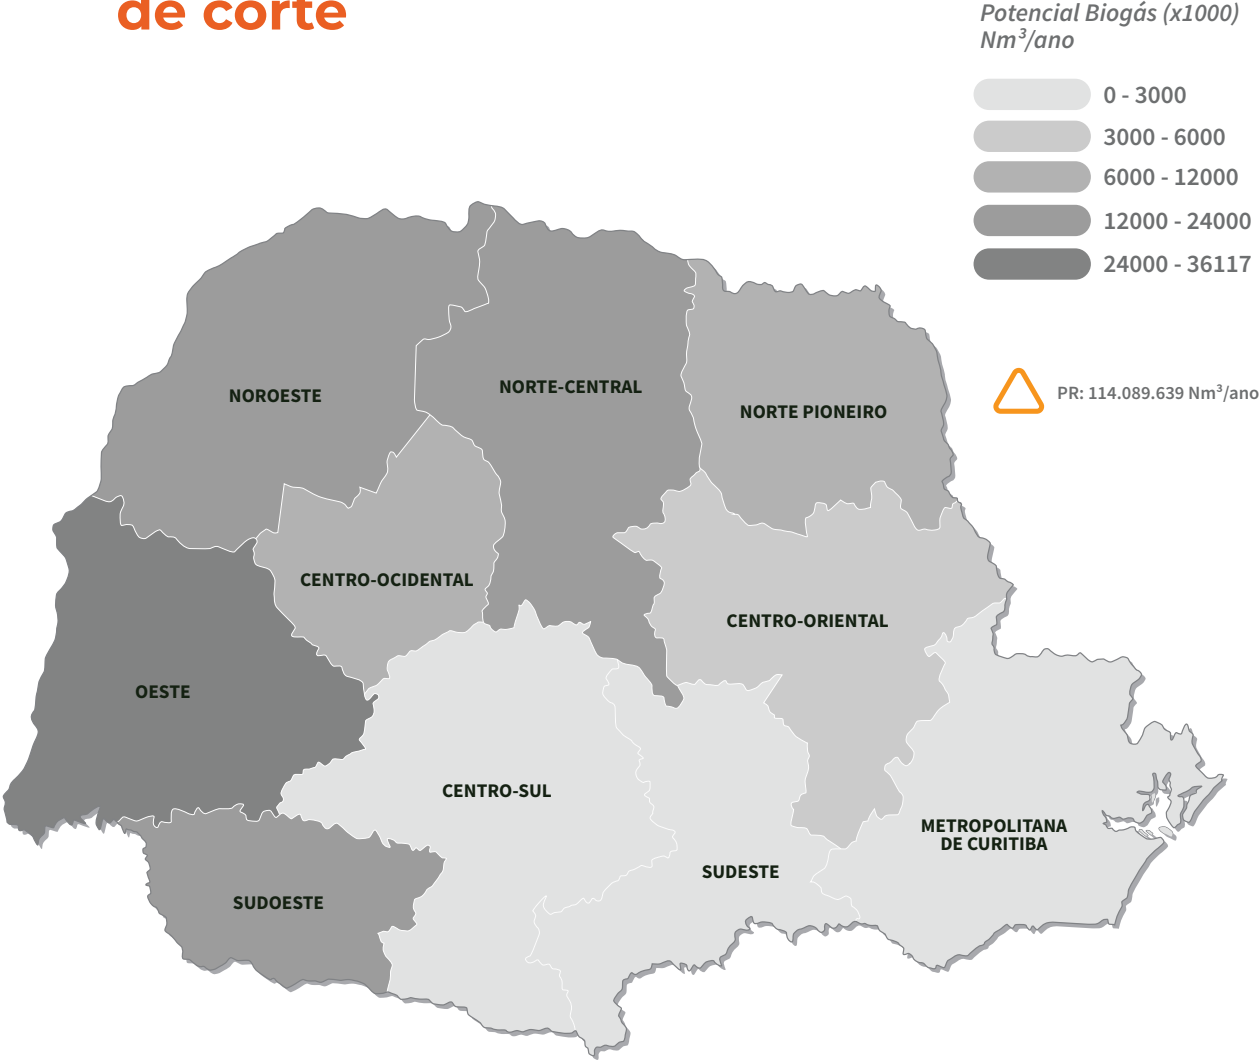 de corte
Potencial Biogás (x1000)
Nm³/ano
0 - 3000
3000 - 6000
6000 - 12000
12000 - 24000
24000 - 36117
PR: 114.089.639 Nm³/ano
NOROESTE
NORTE-CENTRAL
NORTE PIONEIRO
CENTRO-OCIDENTAL
CENTRO-ORIENTAL
OESTE
CENTRO-SUL
METROPOLITANA
DE CURITIBA
SUDESTE
SUDOESTE